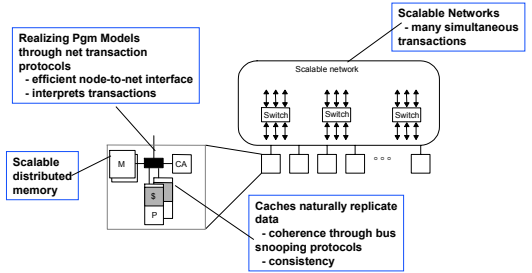 Realizing Pgm Models
through net transaction
protocols
- efficient node-to-net interface
- interprets transactions
Scalable Networks
- many simultaneous
transactions
Scalable network
Switch
Switch
Switch
Scalable
distributed
memory
M
CA
$
P
Caches naturally replicate
data
- coherence through bus
snooping protocols
- consistency